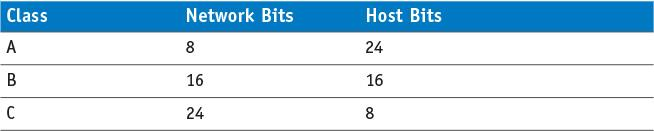 Class Network Bits Host Bits
A 8 24
B 16 16
C 24 8